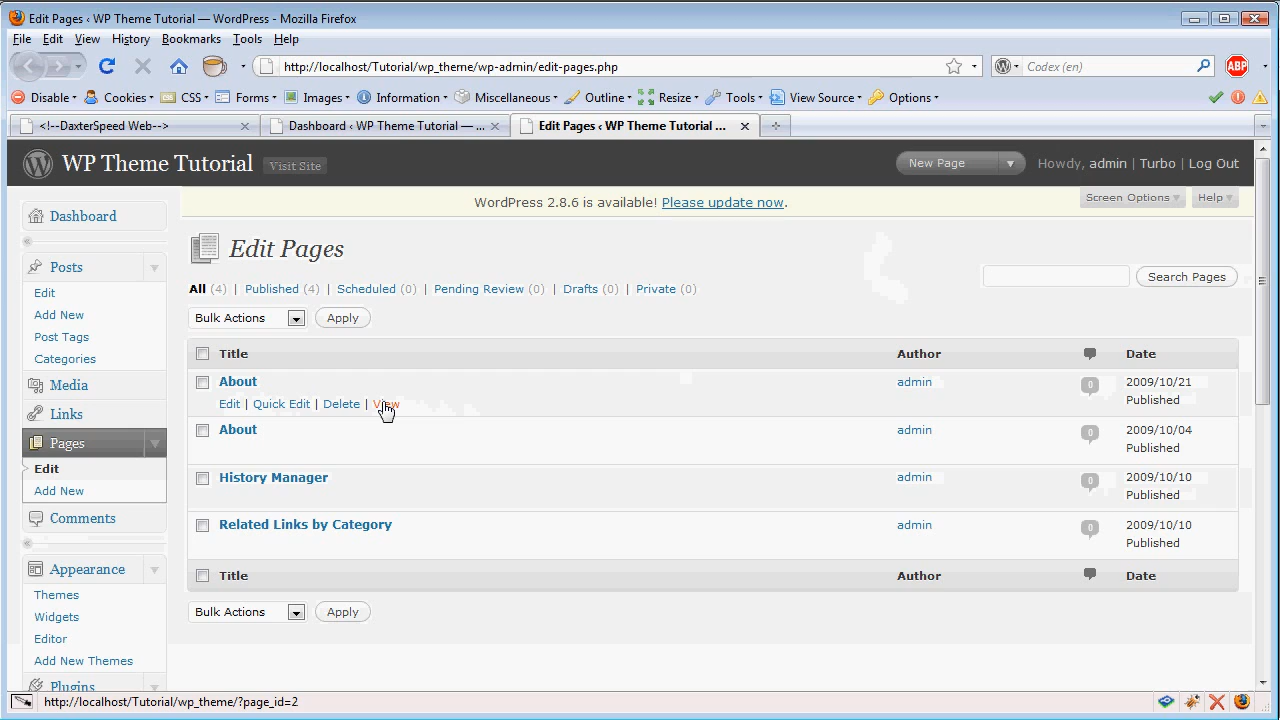 Edit Pages ‹ WP Theme Tutorial — WordPress - Mozilla Firefox
File Edit View History Bookmarks Tools Help
http://localhost/Tutorial/wp_theme/wp-admin/edit-pages.php
Codex (en)
ABP
Disable Cookies CSS Forms Images Information Miscellaneous Outline Resize Tools View Source Options
<!--DaxterSpeed Web--> Dashboard ‹ WP Theme Tutorial — ... Edit Pages ‹ WP Theme Tutorial ...
WP Theme Tutorial Visit Site New Page Howdy, admin | Turbo | Log Out
WordPress 2.8.6 is available! Please update now. Screen Options Help
Dashboard
Posts
Edit
Add New
Post Tags
Categories
Media
Links
Pages
Edit
Add New
Comments
Appearance
Themes
Widgets
Editor
Add New Themes
Plugins
Edit Pages
All (4) | Published (4) | Scheduled (0) | Pending Review (0) | Drafts (0) | Private (0)
Search Pages
Bulk Actions Apply
Title Author Date
About admin 0 2009/10/21
Edit | Quick Edit | Delete | View Published
About admin 0 2009/10/04
Published
History Manager admin 0 2009/10/10
Published
Related Links by Category admin 0 2009/10/10
Published
Title Author Date
Bulk Actions Apply
http://localhost/Tutorial/wp_theme/?page_id=2